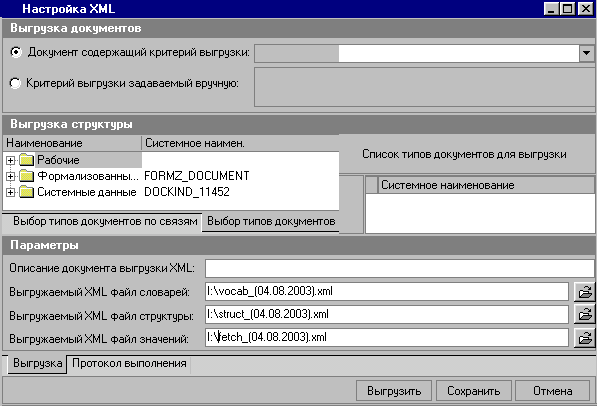 Настройка XML
Выгрузка документов
Документ содержащий критерий выгрузки:
Критерий выгрузки задаваемый вручную:
Выгрузка структуры
Наименование Системное наимен.
Рабочие
Формализованны... FORMZ_DOCUMENT
Системные данные DOCKIND_11452
Выбор типов документов по связям Выбор типов документов
Список типов документов для выгрузки
Системное наименование
Параметры
Описание документа выгрузки XML:
Выгружаемый XML файл словарей: I:\vocab_(04.08.2003).xml
Выгружаемый XML файл структуры: I:\struct_(04.08.2003).xml
Выгружаемый XML файл значений: I:\fetch_(04.08.2003).xml
Выгрузка Протокол выполнения
Выгрузить Сохранить Отмена